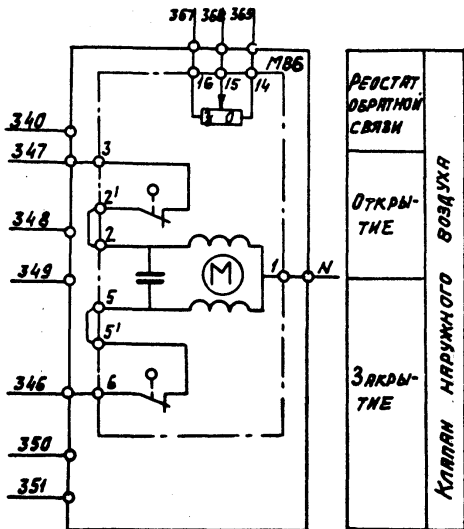 367 368 369
МВ6
16 15 14
З О
340
347
3
2'
348
2
М
1
N
349
5
5'
346
6
350
351
РЕОСТАТ
ОБРАТНОЙ
СВЯЗИ
ОТКРЫ-
ТИЕ
ЗАКРЫ-
ТИЕ
КЛАПАН НАРУЖНОГО ВОЗДУХА